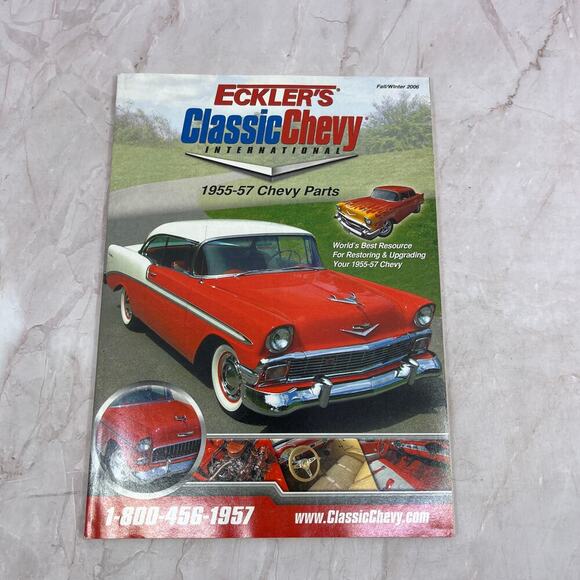 Fall/Winter 2006
ECKLER'S®
ClassicChevy®
INTERNATIONAL
1955-57 Chevy Parts
World's Best Resource
For Restoring & Upgrading
Your 1955-57 Chevy
1-800-456-1957
www.ClassicChevy.com